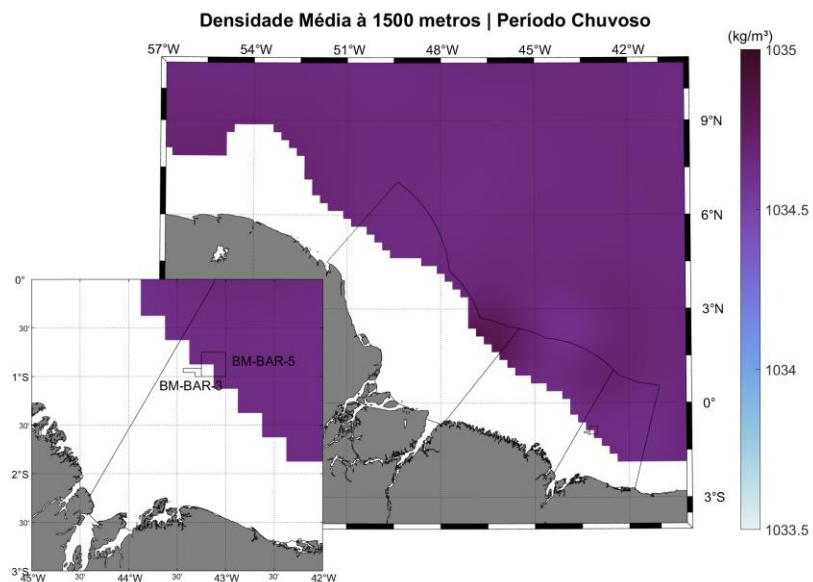 Densidade Média à 1500 metros | Período Chuvoso
(kg/m³)
57°W 54°W 51°W 48°W 45°W 42°W
1035
9°N
6°N
1034.5
3°N
0°
1034
3°S
1033.5
0°
30'
1°S
30'
2°S
30'
3°S
BM-BAR-5
BM-BAR-3
45°W 30' 44°W 30' 43°W 30' 42°W